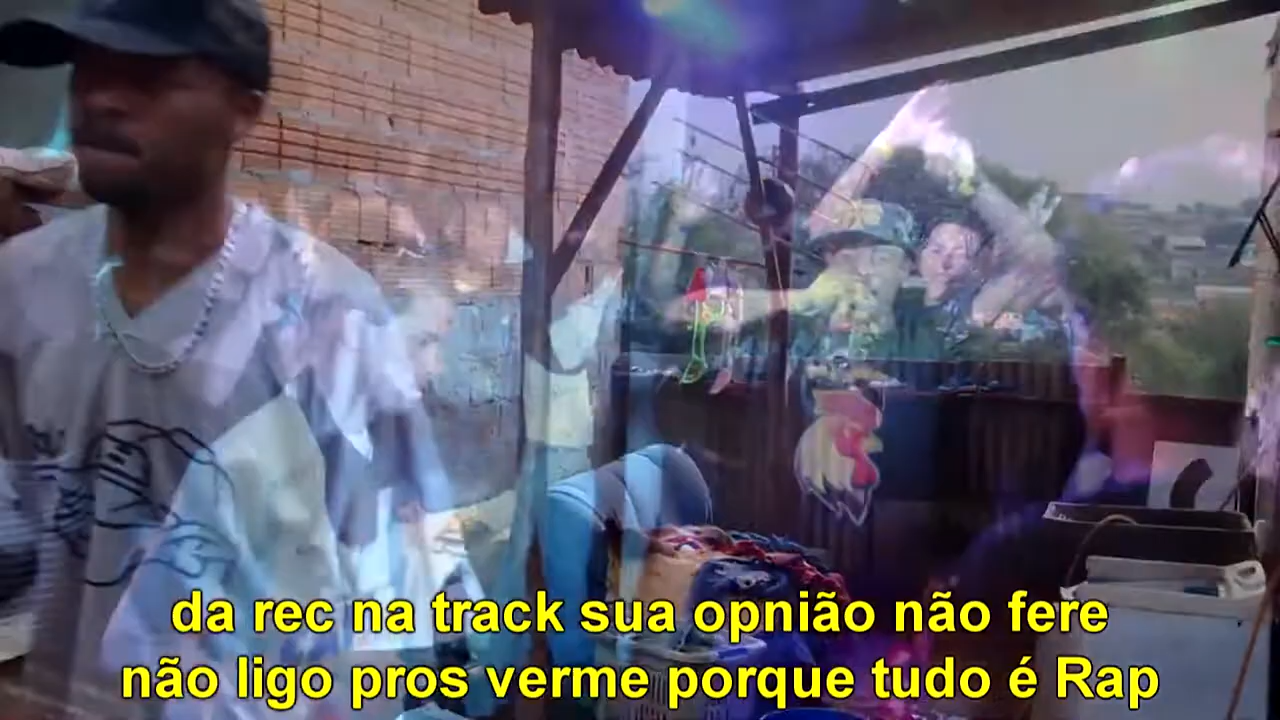 da rec na track sua opnião não fere
não ligo pros verme porque tudo é Rap